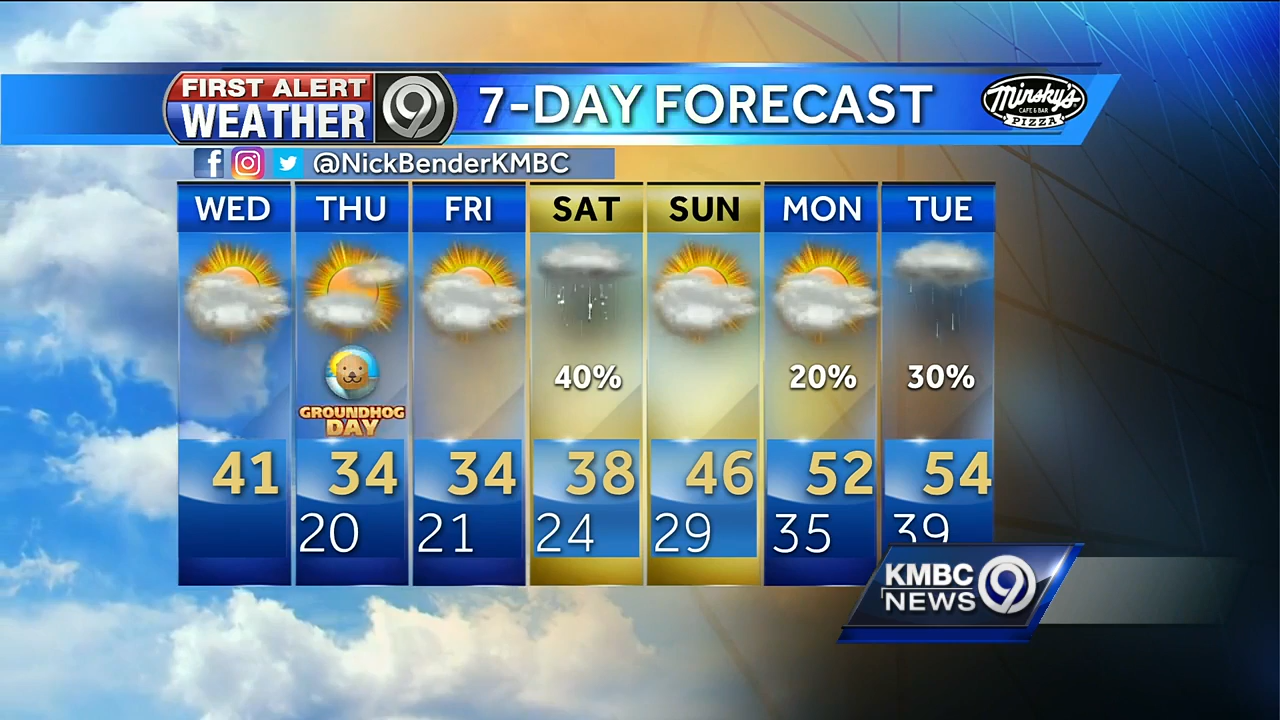 FIRST ALERT
WEATHER 9
7-DAY FORECAST
Minsky's
CAFE & BAR
PIZZA
f @NickBenderKMBC
WED THU FRI SAT SUN MON TUE
40% 20% 30%
GROUNDHOG
DAY
41 34 34 38 46 52 54
20 21 24 29 35 39
KMBC 9
NEWS